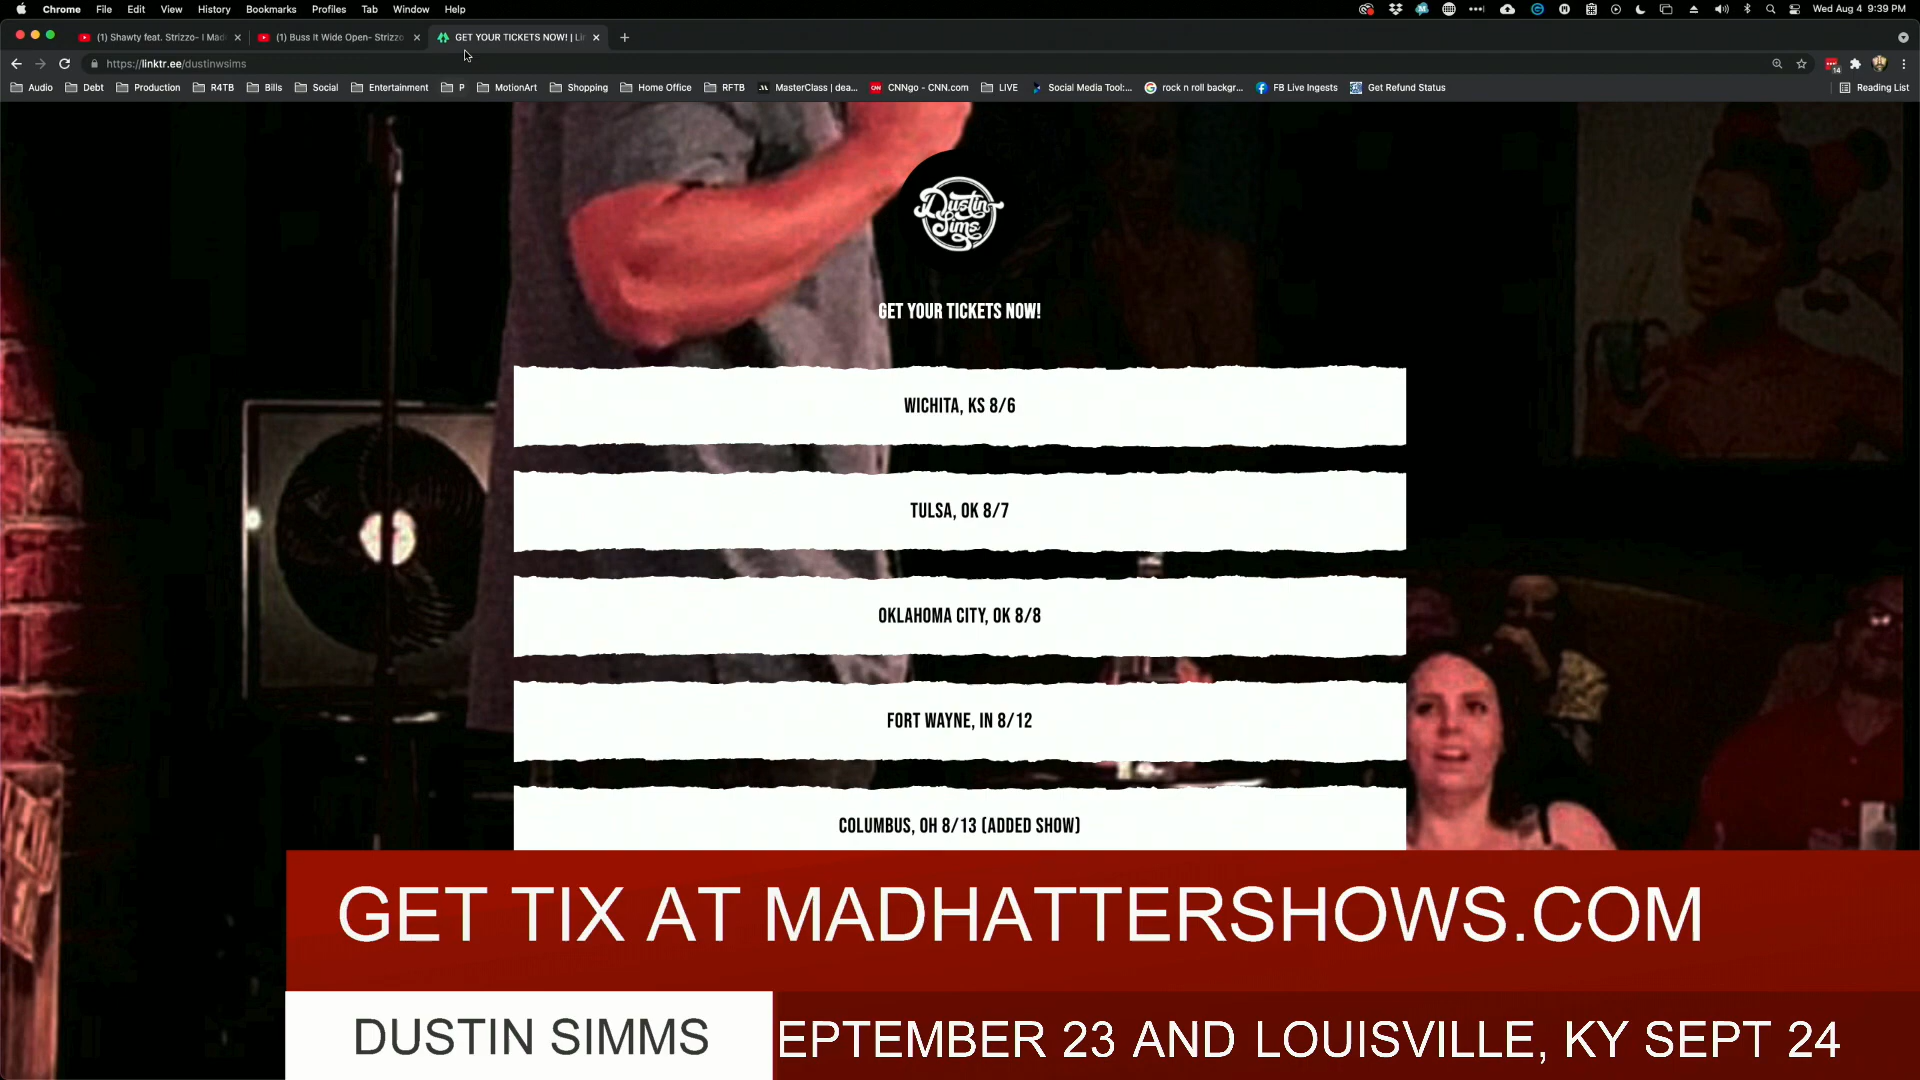 Chrome File Edit View History Bookmarks Profiles Tab Window Help Wed Aug 4 9:39 PM
(1) Shawty feat. Strizzo- I Mad (1) Buss It Wide Open- Strizzo GET YOUR TICKETS NOW! | Lin
https://linktr.ee/dustinwsims
Audio Debt Production R4TB Bills Social Entertainment P MotionArt Shopping Home Office RFTB MasterClass | dea... CNNgo - CNN.com LIVE Social Media Tool:... rock n roll backgr... FB Live Ingests Get Refund Status Reading List
Dustin
Sims
GET YOUR TICKETS NOW!
WICHITA, KS 8/6
TULSA, OK 8/7
OKLAHOMA CITY, OK 8/8
FORT WAYNE, IN 8/12
COLUMBUS, OH 8/13 (ADDED SHOW)
GET TIX AT MADHATTERSHOWS.COM
DUSTIN SIMMS
EPTEMBER 23 AND LOUISVILLE, KY SEPT 24